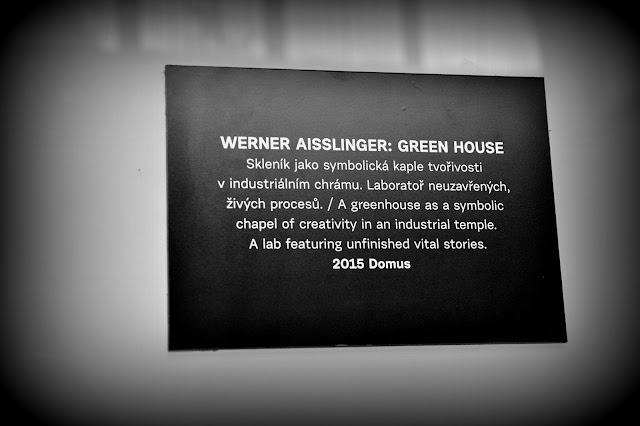 WERNER AISSLINGER: GREEN HOUSE
Skleník jako symbolická kaple tvořivosti
v industriálním chrámu. Laboratoř neuzavřených,
živých procesů. / A greenhouse as a symbolic
chapel of creativity in an industrial temple.
A lab featuring unfinished vital stories.
2015 Domus